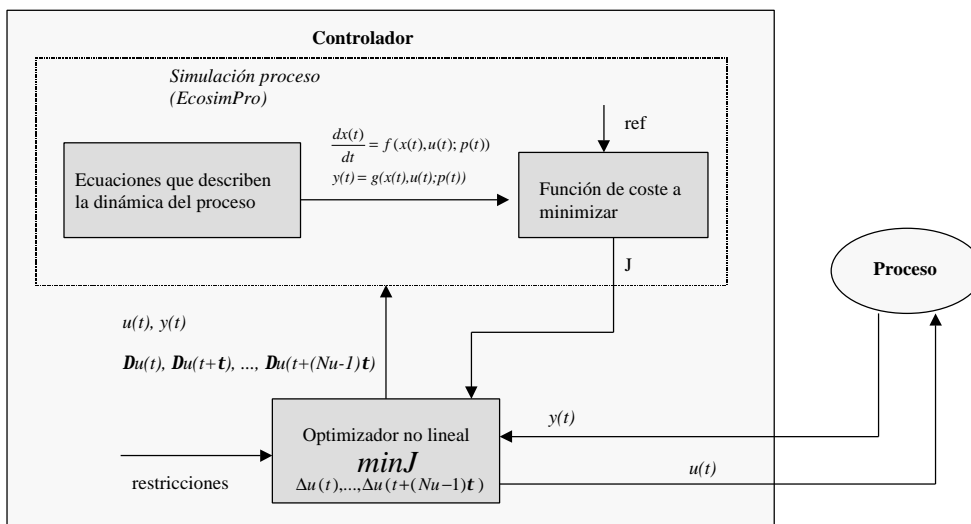 Controlador
Simulación proceso
(EcosimPro)
dx(t)/dt = f(x(t),u(t); p(t))
y(t) = g(x(t),u(t);p(t))
ref
Ecuaciones que describen
la dinámica del proceso
Función de coste a
minimizar
J
Proceso
u(t), y(t)
Du(t), Du(t+t), ..., Du(t+(Nu-1)t)
y(t)
Optimizador no lineal
minJ
Δu(t),...,Δu(t+(Nu−1)t)
restricciones
u(t)